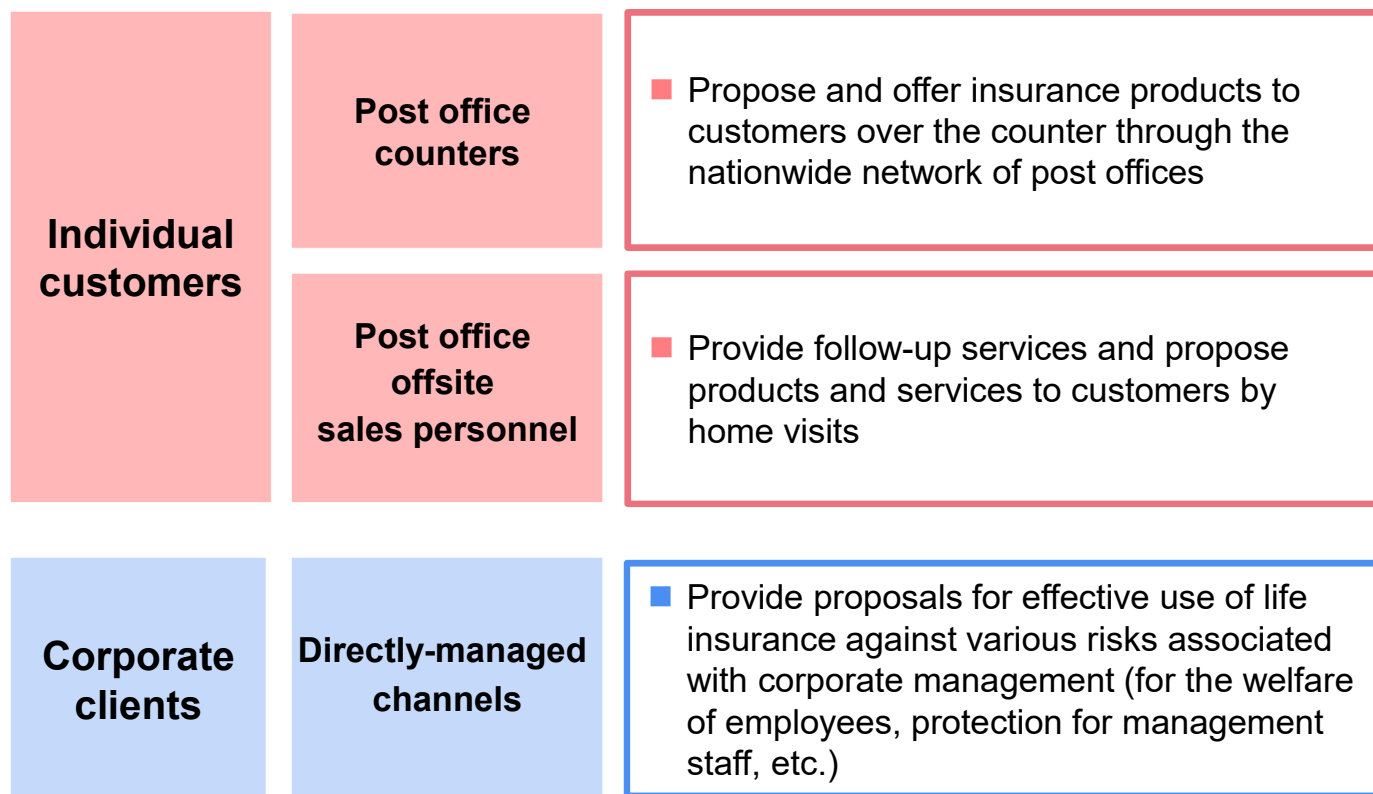 Individual
customers
Post office
counters
Propose and offer insurance products to
customers over the counter through the
nationwide network of post offices
Post office
offsite
sales personnel
Provide follow-up services and propose
products and services to customers by
home visits
Corporate
clients
Directly-managed
channels
Provide proposals for effective use of life
insurance against various risks associated
with corporate management (for the welfare
of employees, protection for management
staff, etc.)